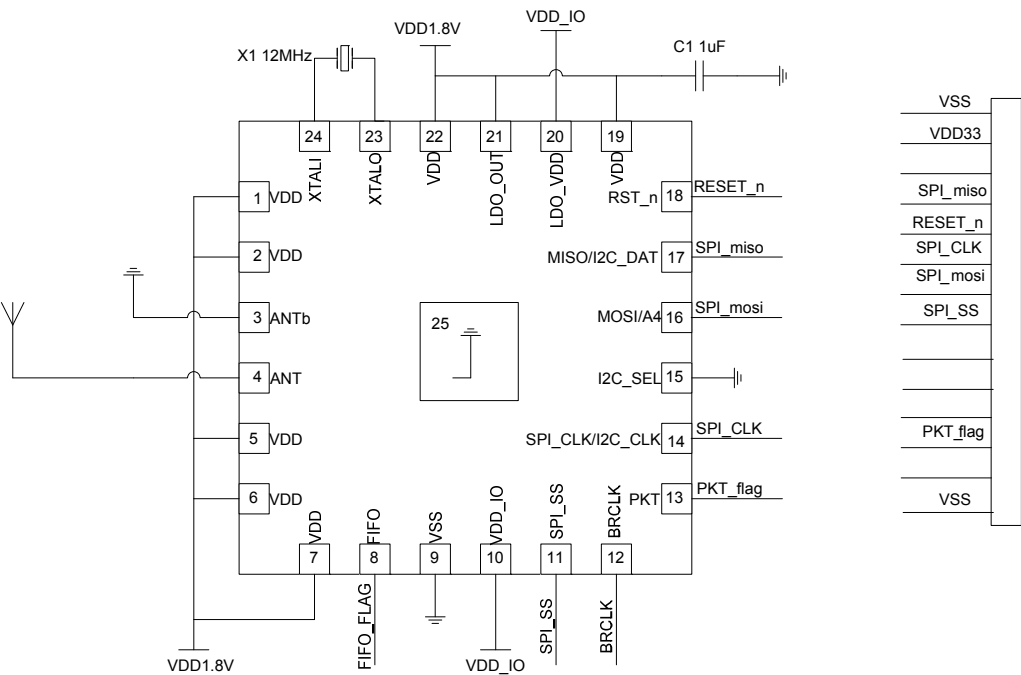 VDD_IO
VDD1.8V
X1 12MHz
C1 1uF
24
23
22
21
20
19
XTALI
XTALO
VDD
LDO_OUT
LDO_VDD
VDD
1
VDD
2
VDD
3
ANTb
4
ANT
5
VDD
6
VDD
25
RST_n
18
RESET_n
MISO/I2C_DAT
17
SPI_miso
MOSI/A4
16
SPI_mosi
I2C_SEL
15
SPI_CLK/I2C_CLK
14
SPI_CLK
PKT
13
PKT_flag
VDD
FIFO
VSS
VDD_IO
SPI_SS
BRCLK
7
8
9
10
11
12
FIFO_FLAG
SPI_SS
BRCLK
VDD1.8V
VDD_IO
VSS
VDD33
SPI_miso
RESET_n
SPI_CLK
SPI_mosi
SPI_SS
PKT_flag
VSS